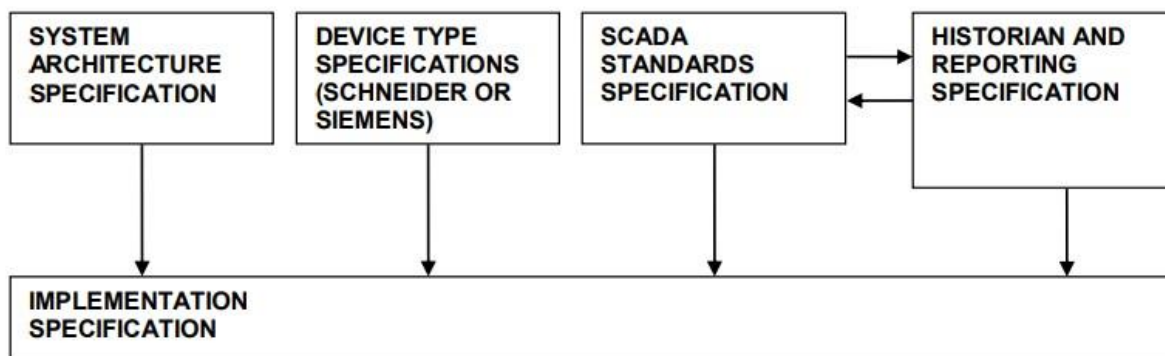 SYSTEM
ARCHITECTURE
SPECIFICATION
DEVICE TYPE
SPECIFICATIONS
(SCHNEIDER OR
SIEMENS)
SCADA
STANDARDS
SPECIFICATION
HISTORIAN AND
REPORTING
SPECIFICATION
IMPLEMENTATION
SPECIFICATION